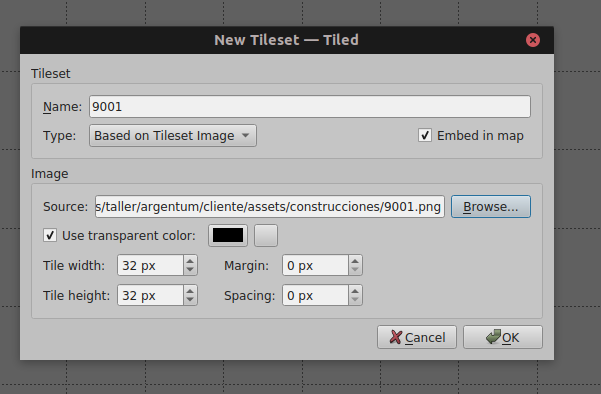 New Tileset — Tiled
Tileset
Name: 9001
Type: Based on Tileset Image Embed in map
Image
Source: s/taller/argentum/cliente/assets/construcciones/9001.png Browse...
Use transparent color:
Tile width: 32 px Margin: 0 px
Tile height: 32 px Spacing: 0 px
Cancel OK